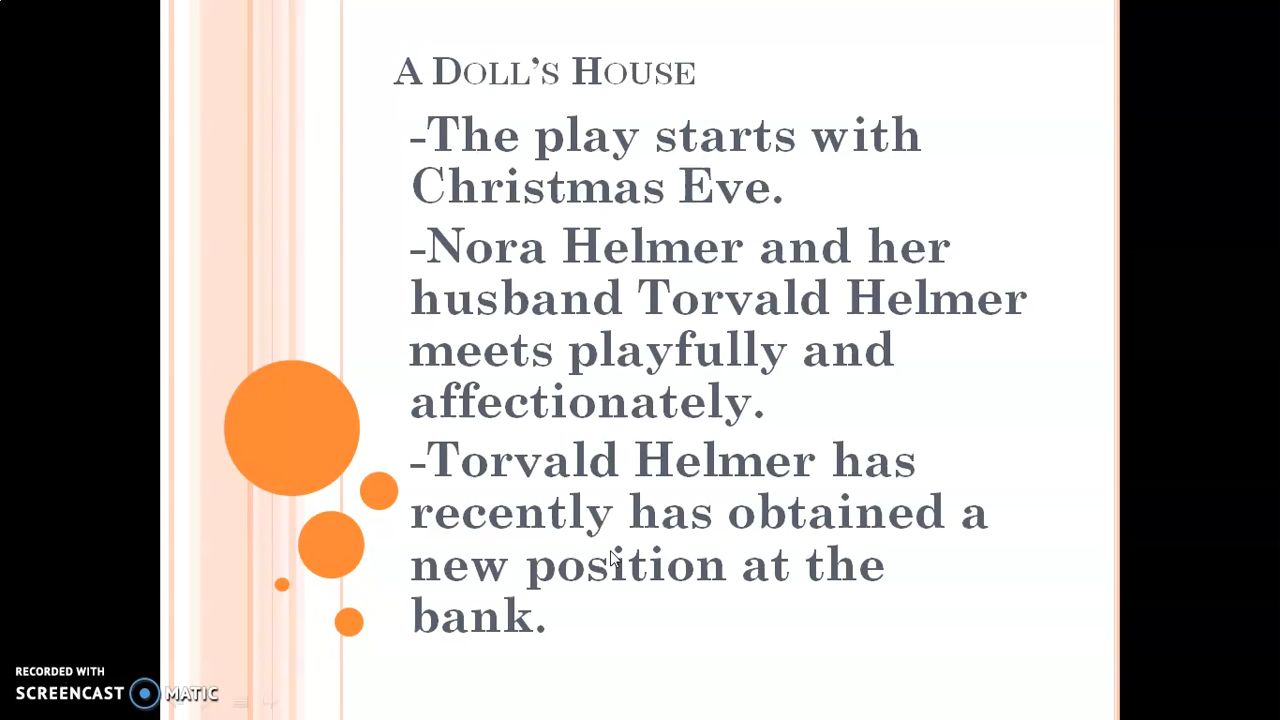 A DOLL'S HOUSE
-The play starts with
Christmas Eve.
-Nora Helmer and her
husband Torvald Helmer
meets playfully and
affectionately.
-Torvald Helmer has
recently has obtained a
new position at the
bank.
RECORDED WITH
SCREENCAST MATIC